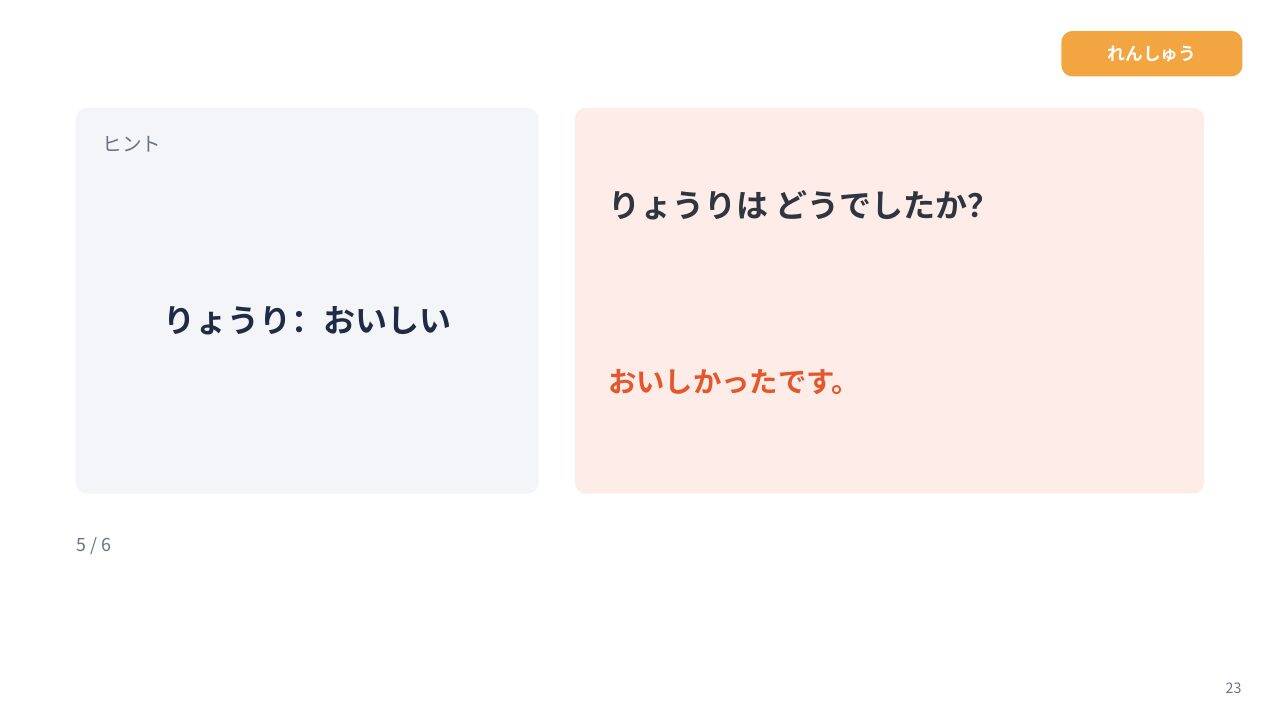 れんしゅう
ヒント
りょうり：おいしい
りょうりは どうでしたか？
おいしかったです。
5 / 6
23